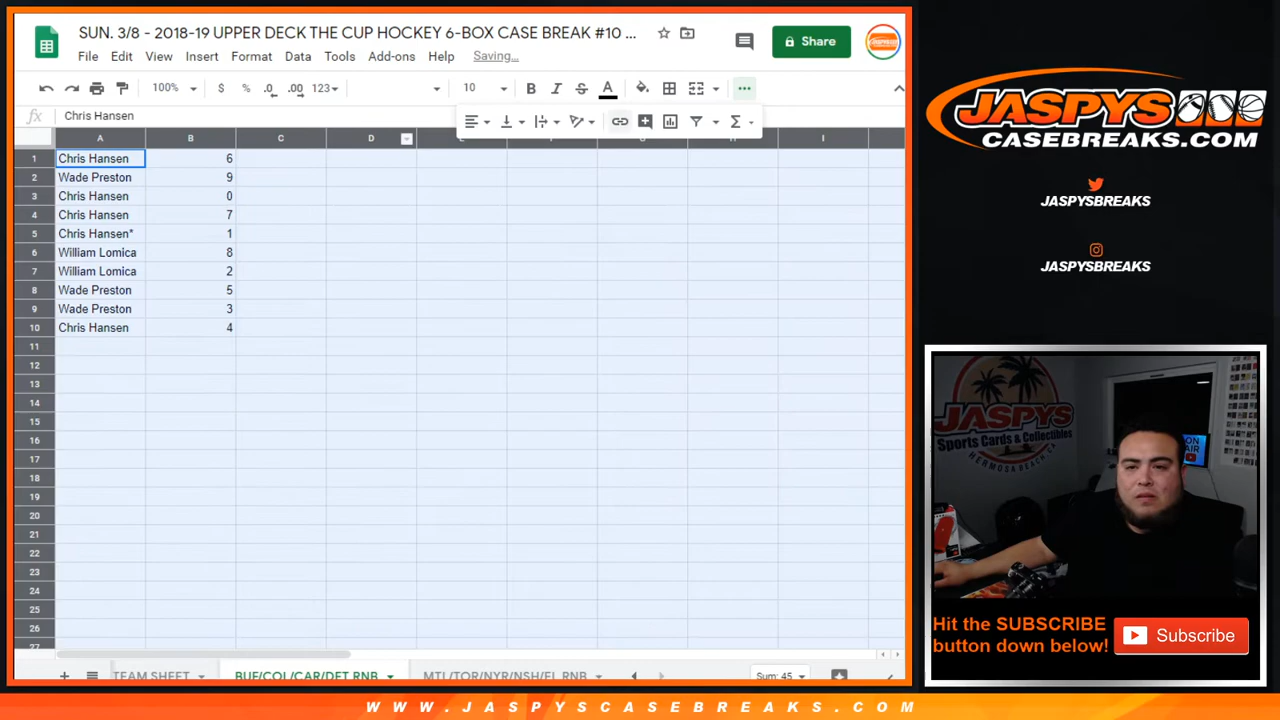 SUN. 3/8 - 2018-19 UPPER DECK THE CUP HOCKEY 6-BOX CASE BREAK #10 ...
File Edit View Insert Format Data Tools Add-ons Help Saving...
Share
100% $ % .0 .00 123 10 B I S A
fx Chris Hansen
A B C D I
1 Chris Hansen 6
2 Wade Preston 9
3 Chris Hansen 0
4 Chris Hansen 7
5 Chris Hansen* 1
6 William Lomica 8
7 William Lomica 2
8 Wade Preston 5
9 Wade Preston 3
10 Chris Hansen 4
11
12
13
14
15
16
17
18
19
20
21
22
23
24
25
26
27
TEAM SHEET BUF/COL/CAR/DET RNB MTL/TOR/NYR/NSH/FL RNB Sum: 45
JASPYS
CASEBREAKS.COM
JASPYSBREAKS
JASPYSBREAKS
JASPYS
Sports Cards & Collectibles
HERMOSA BEACH, CA
ON AIR
Hit the SUBSCRIBE
button down below!
Subscribe
WWW.JASPYSCASEBREAKS.COM